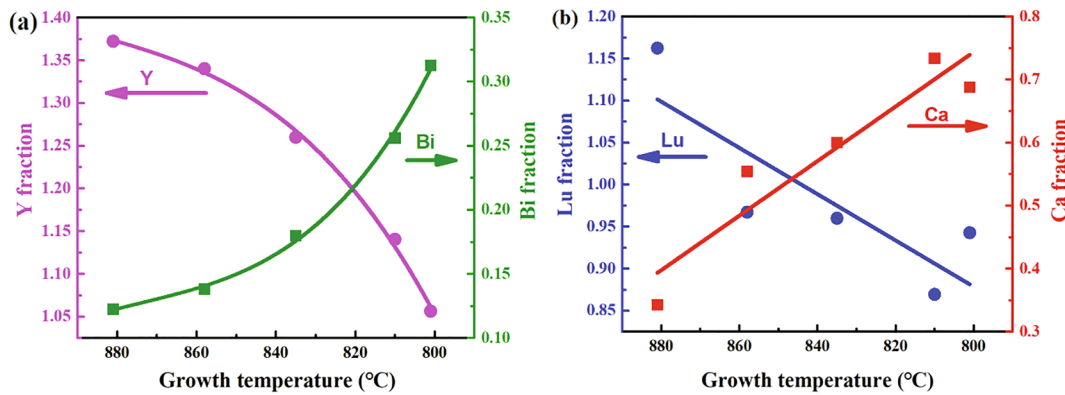 (a)
1.40
1.35
1.30
1.25
1.20
1.15
1.10
1.05
Y fraction
Y
Bi
0.35
0.30
0.25
0.20
0.15
0.10
Bi fraction
880 860 840 820 800
Growth temperature (℃)
(b)
1.20
1.15
1.10
1.05
1.00
0.95
0.90
0.85
Lu fraction
Lu
Ca
0.8
0.7
0.6
0.5
0.4
0.3
Ca fraction
880 860 840 820 800
Growth temperature (℃)